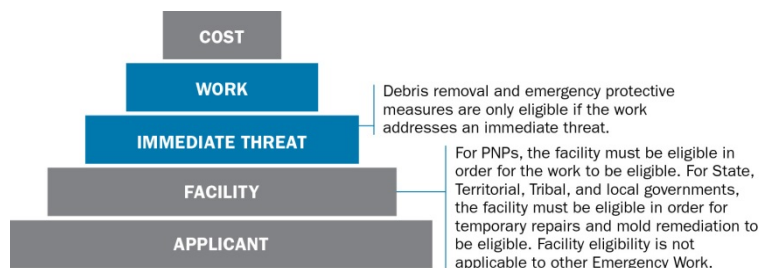 COST
WORK
Debris removal and emergency protective
measures are only eligible if the work
addresses an immediate threat.
IMMEDIATE THREAT
For PNPs, the facility must be eligible in
order for the work to be eligible. For State,
Territorial, Tribal, and local governments,
the facility must be eligible in order for
temporary repairs and mold remediation to
be eligible. Facility eligibility is not
applicable to other Emergency Work.
FACILITY
APPLICANT